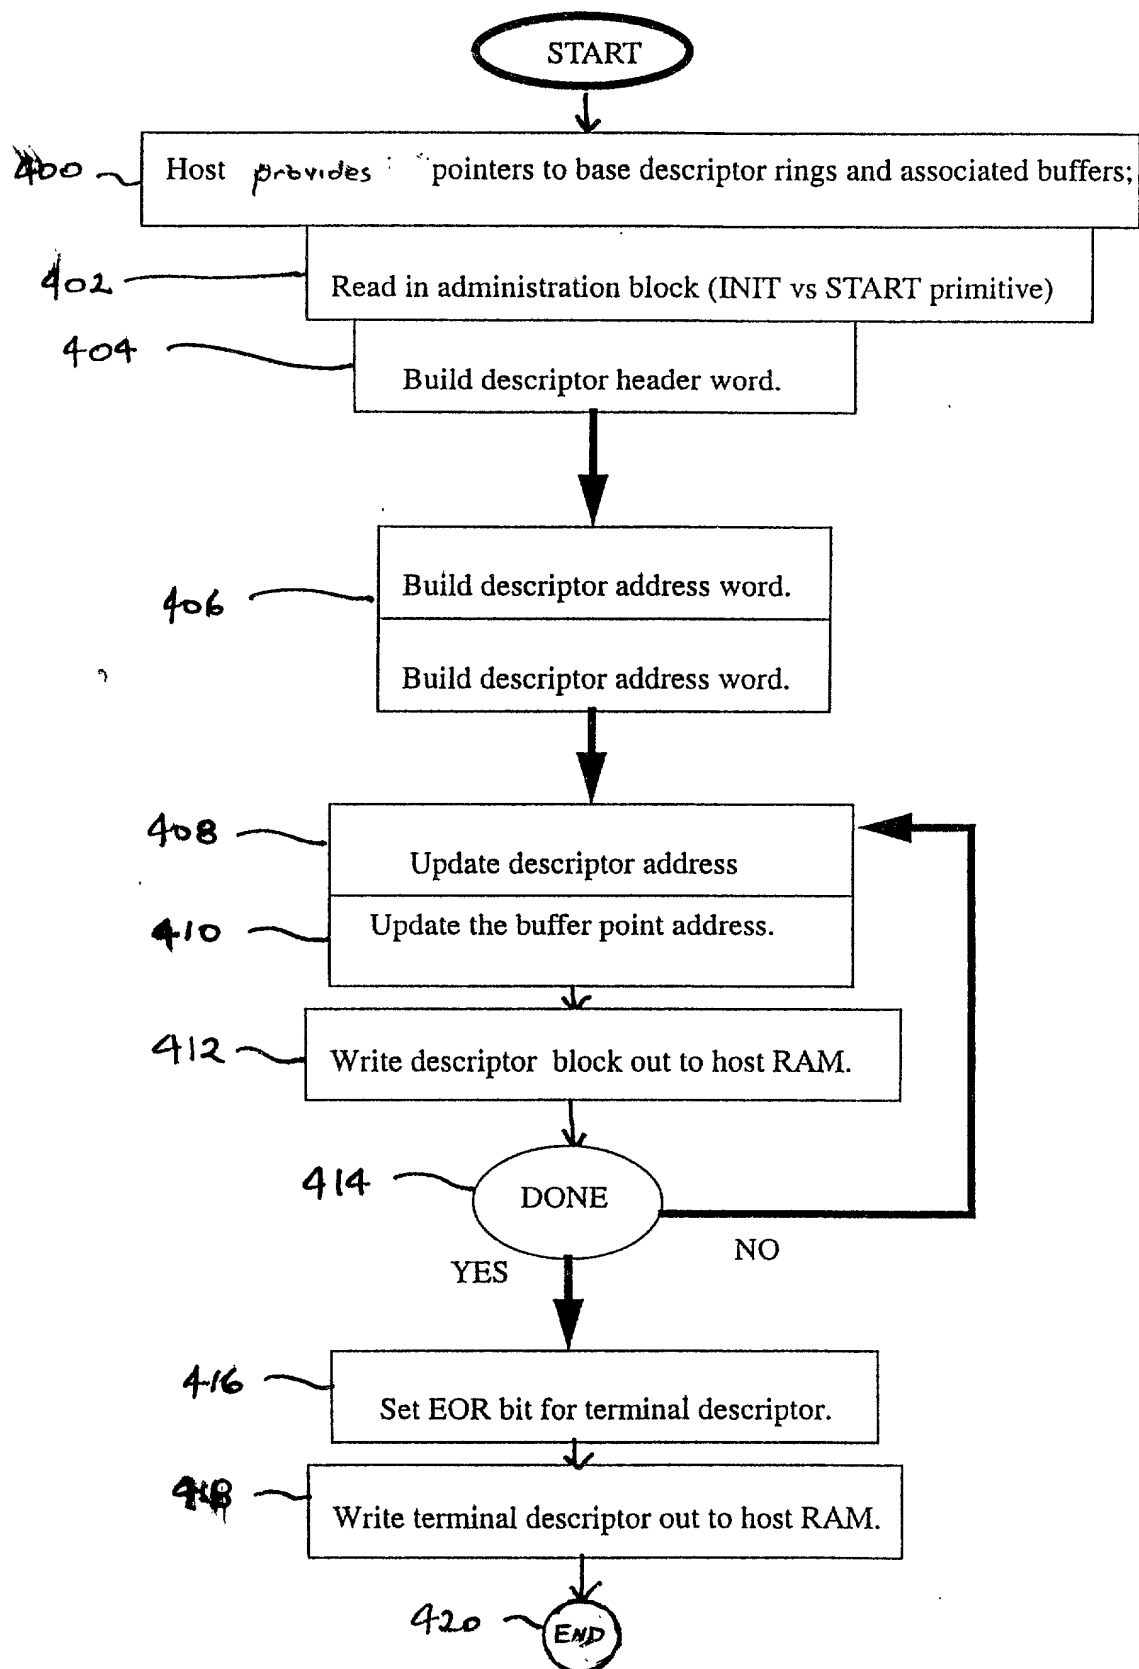 START
400 Host provides pointers to base descriptor rings and associated buffers;
402 Read in administration block (INIT vs START primitive)
404 Build descriptor header word.
406 Build descriptor address word.
Build descriptor address word.
408 Update descriptor address
410 Update the buffer point address.
412 Write descriptor block out to host RAM.
414 DONE
NO
YES
416 Set EOR bit for terminal descriptor.
418 Write terminal descriptor out to host RAM.
420 END